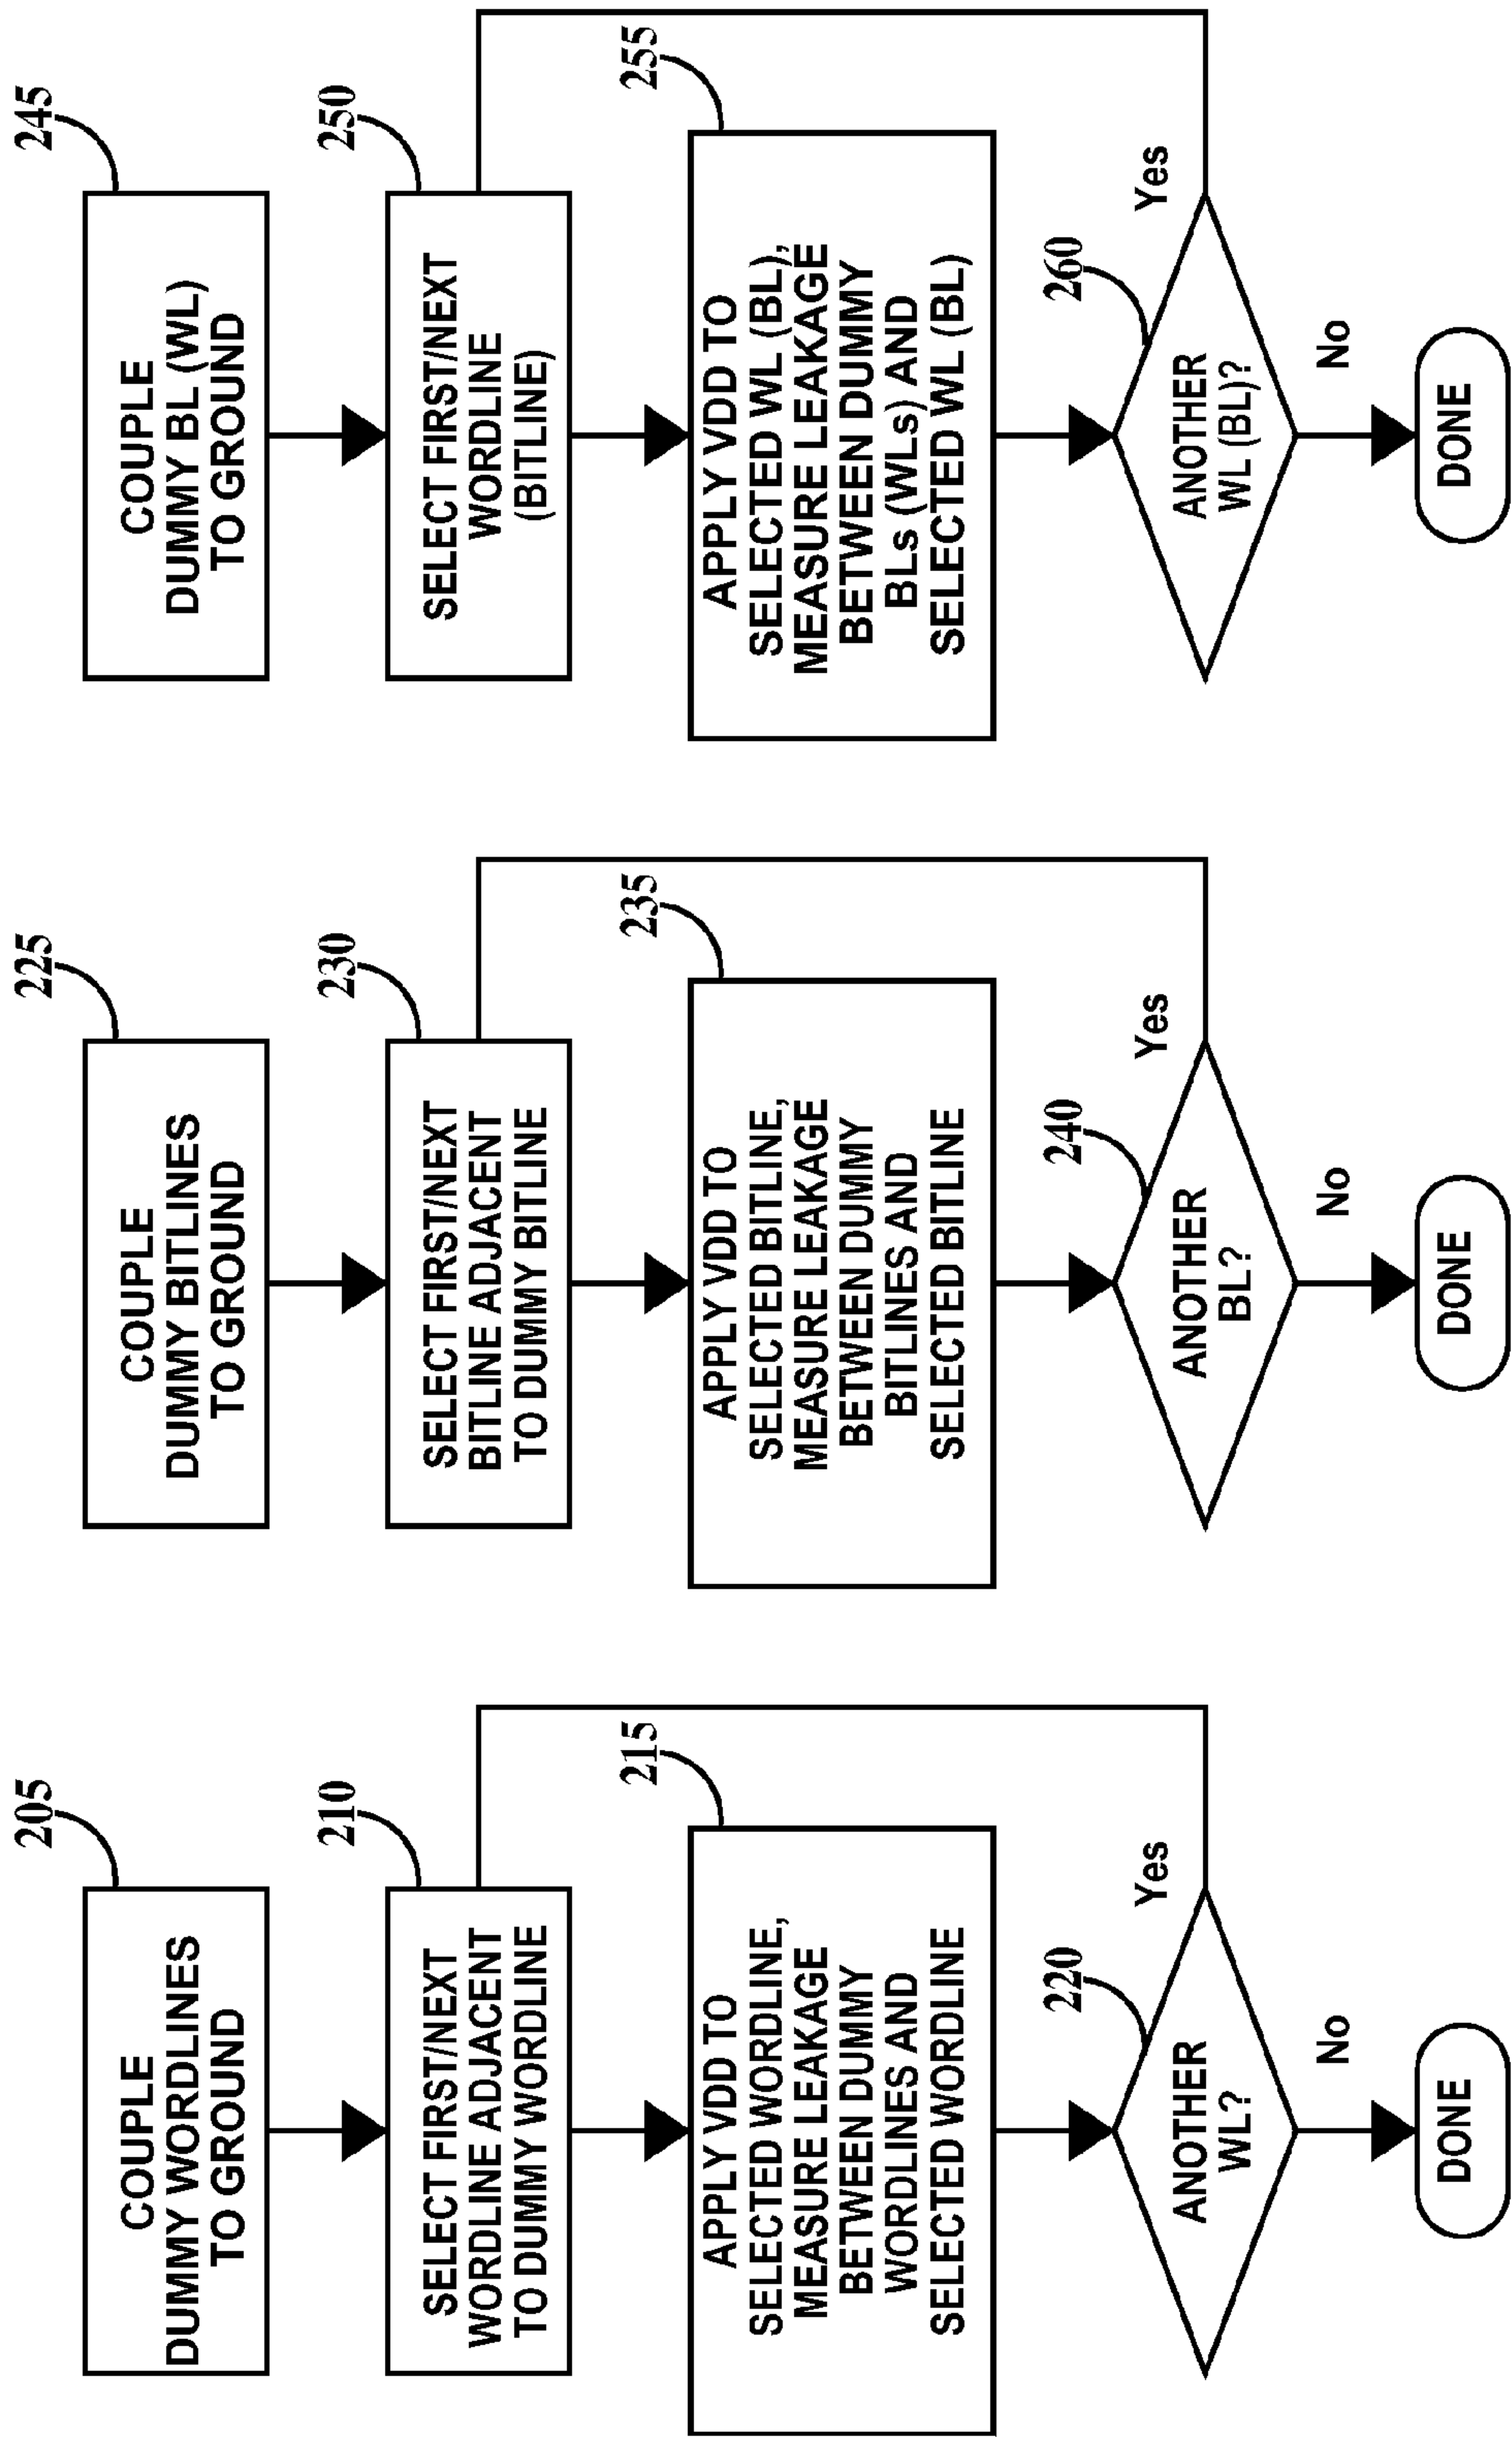 205
COUPLE
DUMMY WORDLINES
TO GROUND
210
SELECT FIRST/NEXT
WORDLINE ADJACENT
TO DUMMY WORDLINE
215
APPLY VDD TO
SELECTED WORDLINE,
MEASURE LEAKAGE
BETWEEN DUMMY
WORDLINES AND
SELECTED WORDLINE
220
ANOTHER
WL?
Yes
No
DONE
225
COUPLE
DUMMY BITLINES
TO GROUND
230
SELECT FIRST/NEXT
BITLINE ADJACENT
TO DUMMY BITLINE
235
APPLY VDD TO
SELECTED BITLINE,
MEASURE LEAKAGE
BETWEEN DUMMY
BITLINES AND
SELECTED BITLINE
240
ANOTHER
BL?
Yes
No
DONE
245
COUPLE
DUMMY BL (WL)
TO GROUND
250
SELECT FIRST/NEXT
WORDLINE
(BITLINE)
255
APPLY VDD TO
SELECTED WL (BL),
MEASURE LEAKAGE
BETWEEN DUMMY
BLs (WLs) AND
SELECTED WL (BL)
260
ANOTHER
WL (BL)?
Yes
No
DONE